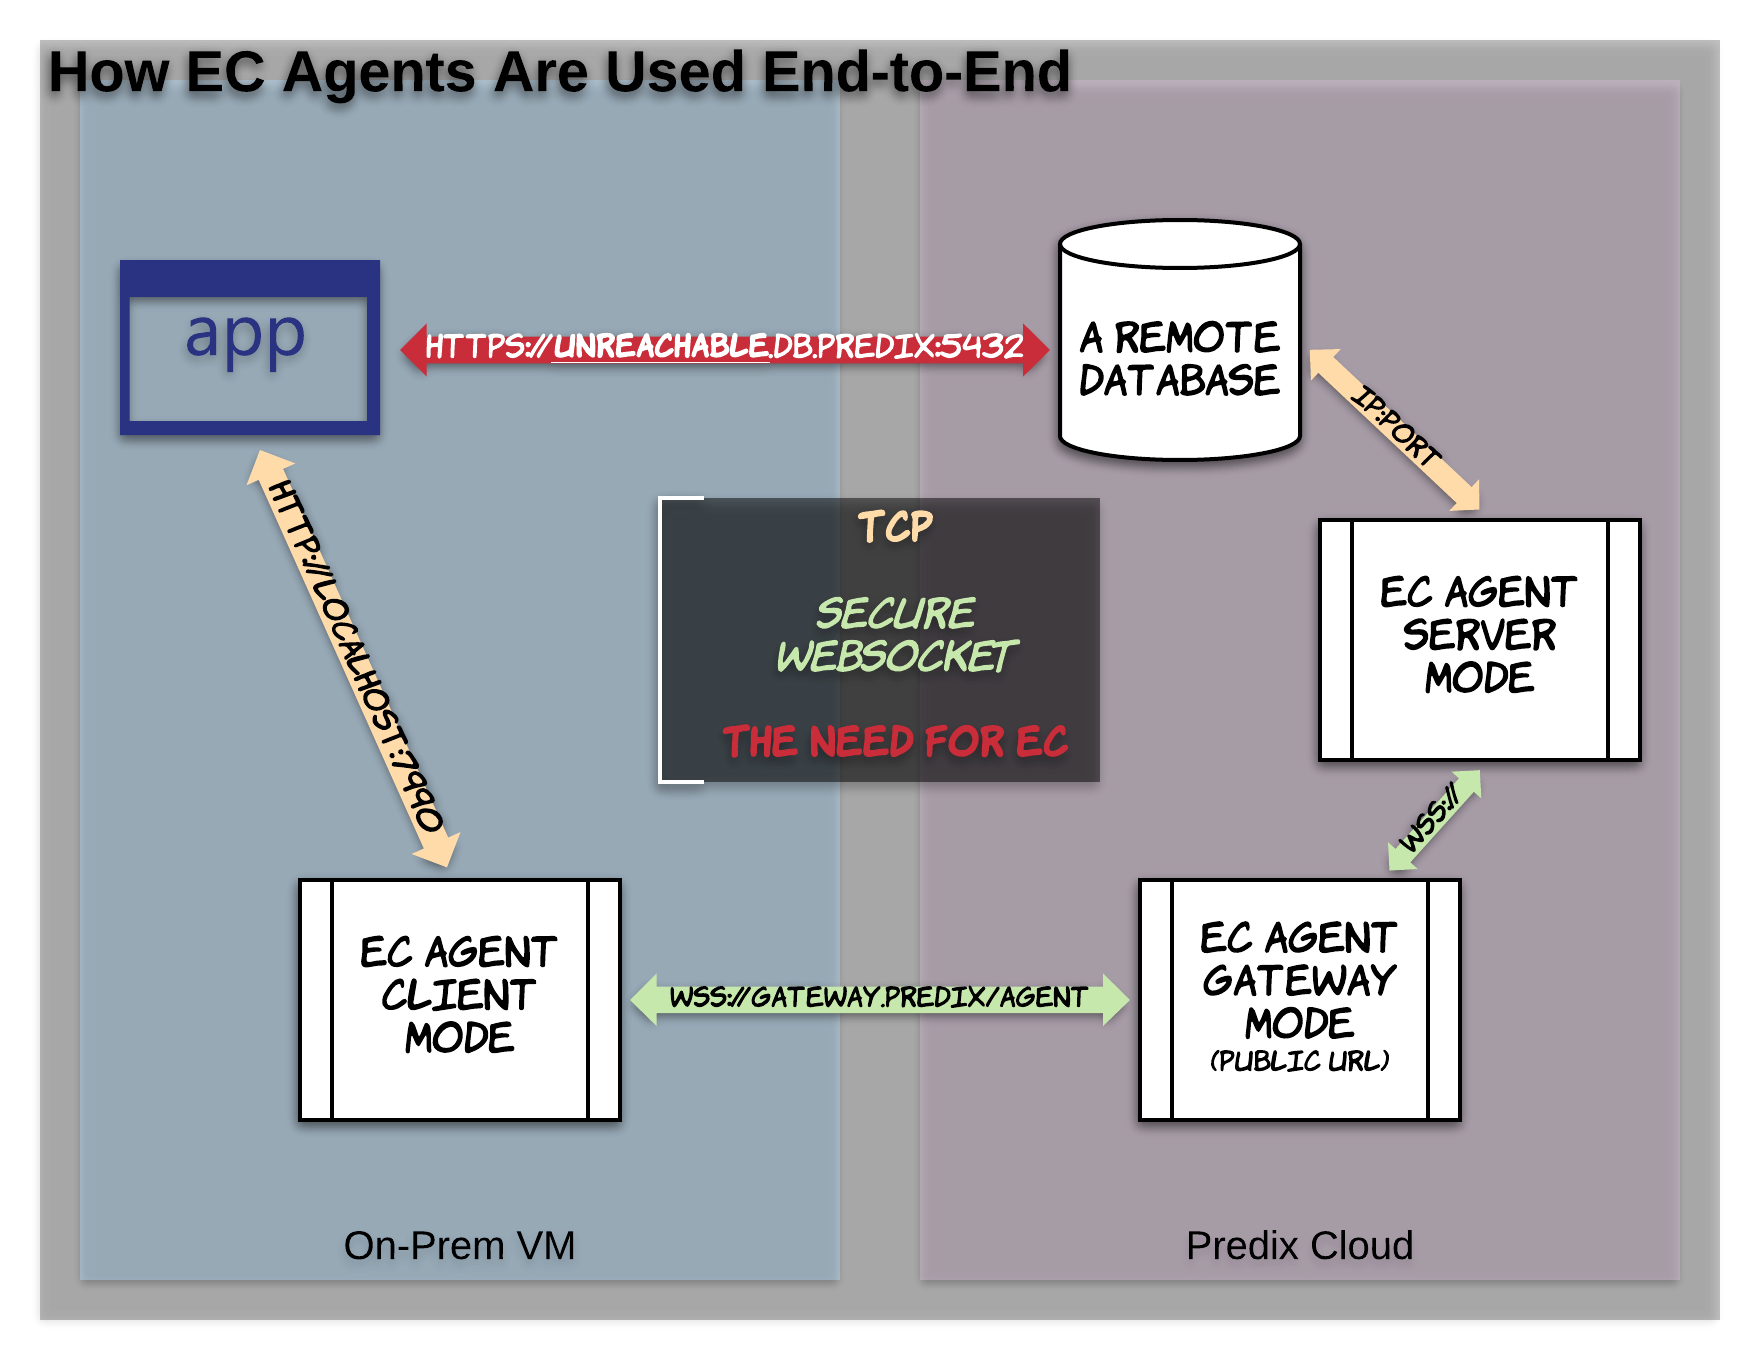 How EC Agents Are Used End-to-End
app
HTTPS://UNREACHABLE.DB.PREDIX:5432
A REMOTE
DATABASE
IP:PORT
HTTP://LOCALHOST:7990
TCP
SECURE
WEBSOCKET
THE NEED FOR EC
EC AGENT
SERVER
MODE
WSS://
EC AGENT
CLIENT
MODE
WSS://GATEWAY.PREDIX/AGENT
EC AGENT
GATEWAY
MODE
(PUBLIC URL)
On-Prem VM
Predix Cloud